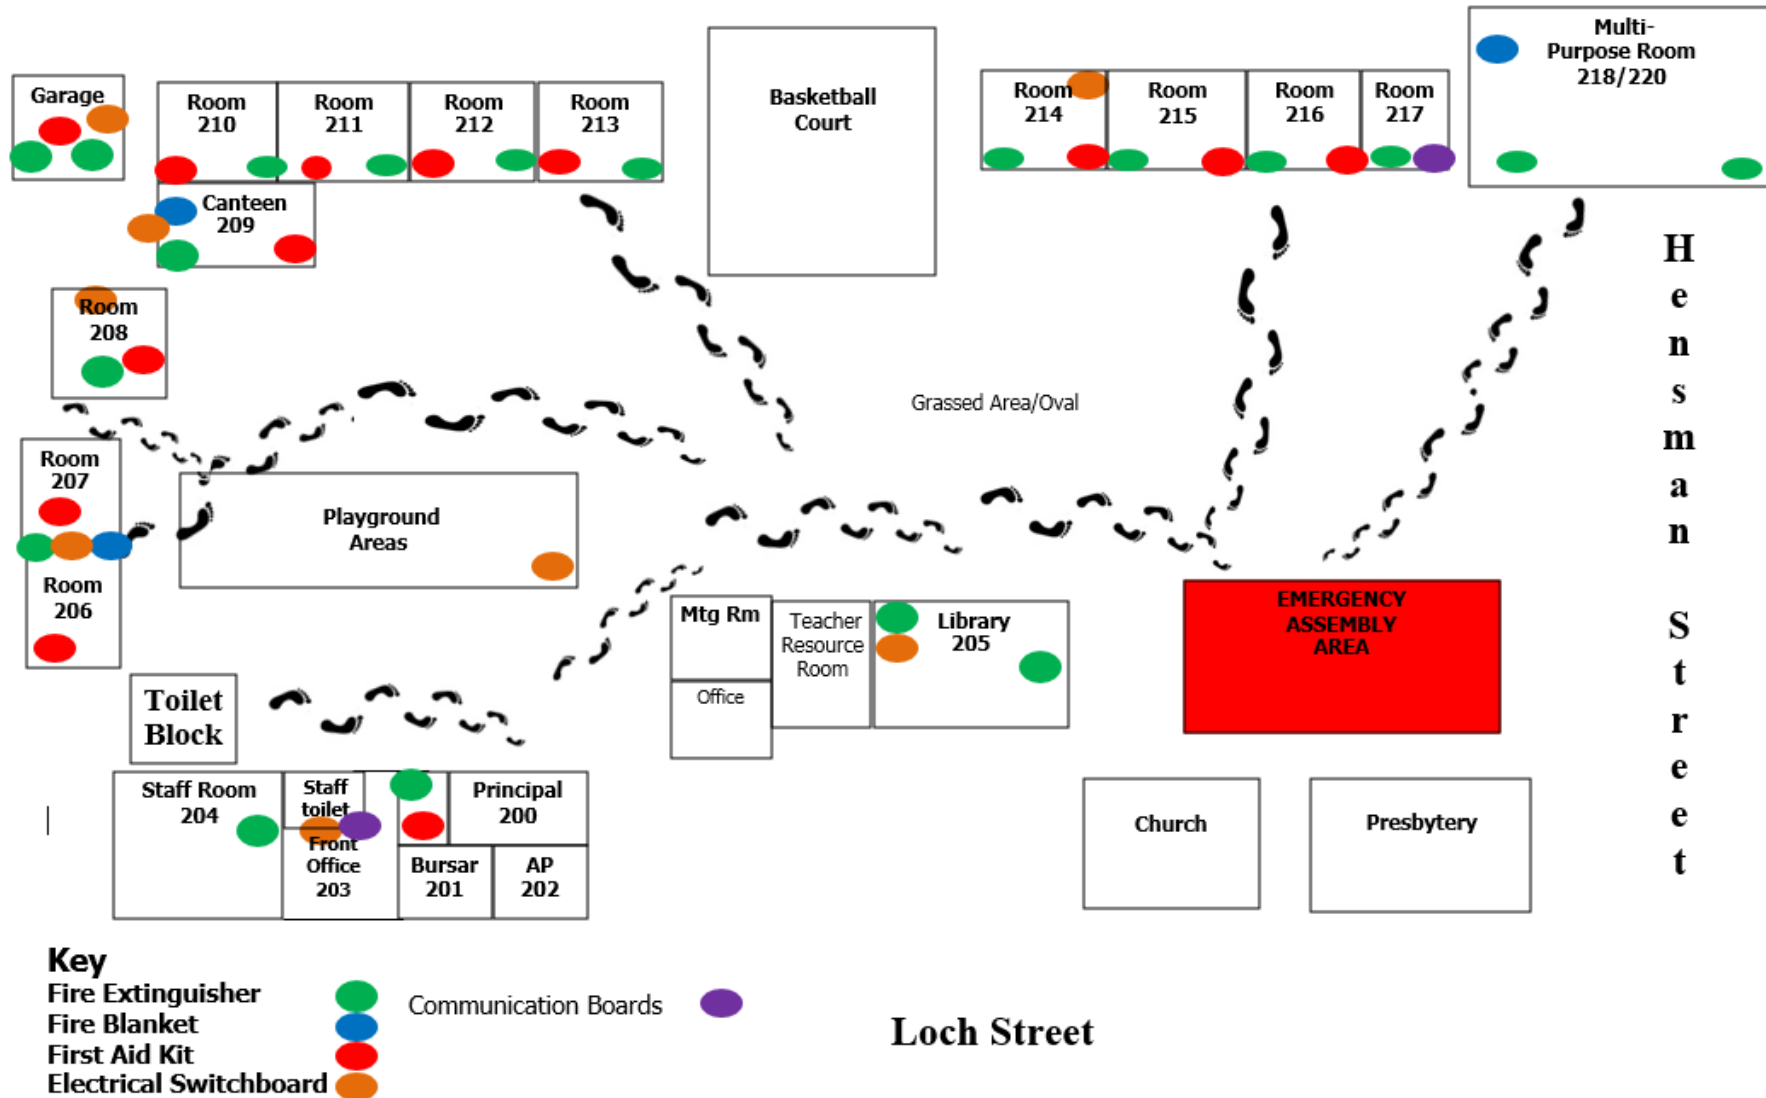 Garage
Room
210
Room
211
Room
212
Room
213
Canteen
209
Basketball
Court
Room
214
Room
215
Room
216
Room
217
Multi-
Purpose Room
218/220
Room
208
Grassed Area/Oval
Room
207
Room
206
Playground
Areas
Toilet
Block
Mtg Rm
Office
Teacher
Resource
Room
Library
205
EMERGENCY
ASSEMBLY
AREA
Staff Room
204
Staff
toilet
Front
Office
203
Principal
200
Bursar
201
AP
202
Church
Presbytery
Hensman Street
Key
Fire Extinguisher
Fire Blanket
First Aid Kit
Electrical Switchboard
Communication Boards
Loch Street